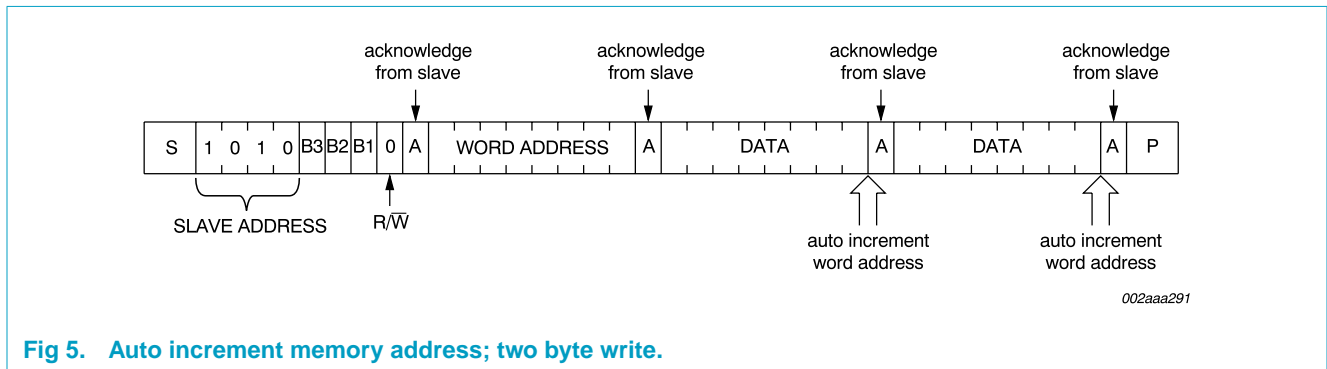 acknowledge
from slave
acknowledge
from slave
acknowledge
from slave
acknowledge
from slave
S 1 0 1 0 B3 B2 B1 0 A WORD ADDRESS A DATA A DATA A P
SLAVE ADDRESS
R/W̅
auto increment
word address
auto increment
word address
002aaa291
Fig 5. Auto increment memory address; two byte write.